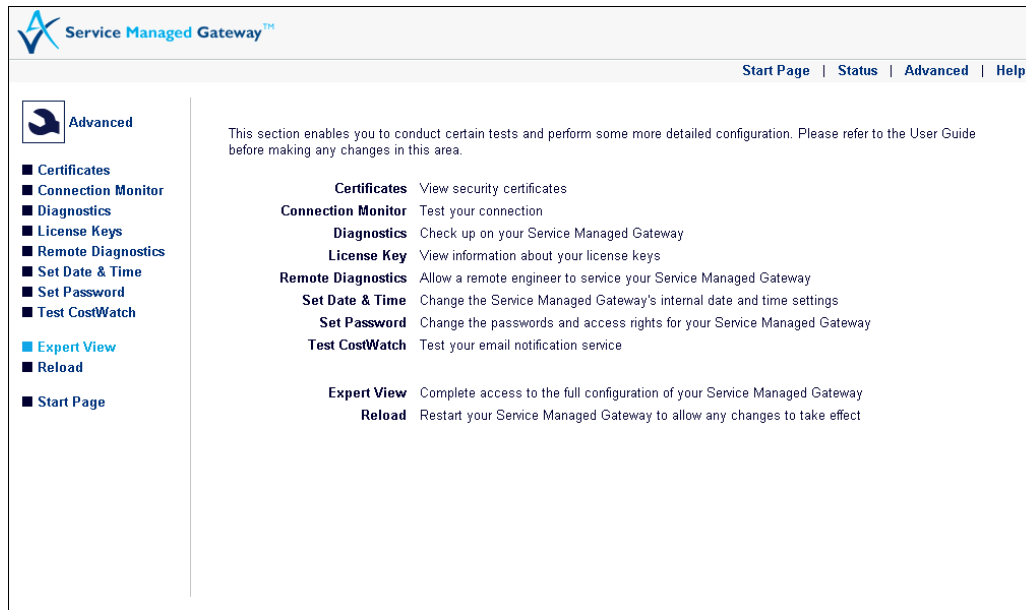 Service Managed Gateway™
Start Page | Status | Advanced | Help
Advanced
Certificates
Connection Monitor
Diagnostics
License Keys
Remote Diagnostics
Set Date & Time
Set Password
Test CostWatch
Expert View
Reload
Start Page
This section enables you to conduct certain tests and perform some more detailed configuration. Please refer to the User Guide
before making any changes in this area.
Certificates View security certificates
Connection Monitor Test your connection
Diagnostics Check up on your Service Managed Gateway
License Key View information about your license keys
Remote Diagnostics Allow a remote engineer to service your Service Managed Gateway
Set Date & Time Change the Service Managed Gateway's internal date and time settings
Set Password Change the passwords and access rights for your Service Managed Gateway
Test CostWatch Test your email notification service
Expert View Complete access to the full configuration of your Service Managed Gateway
Reload Restart your Service Managed Gateway to allow any changes to take effect